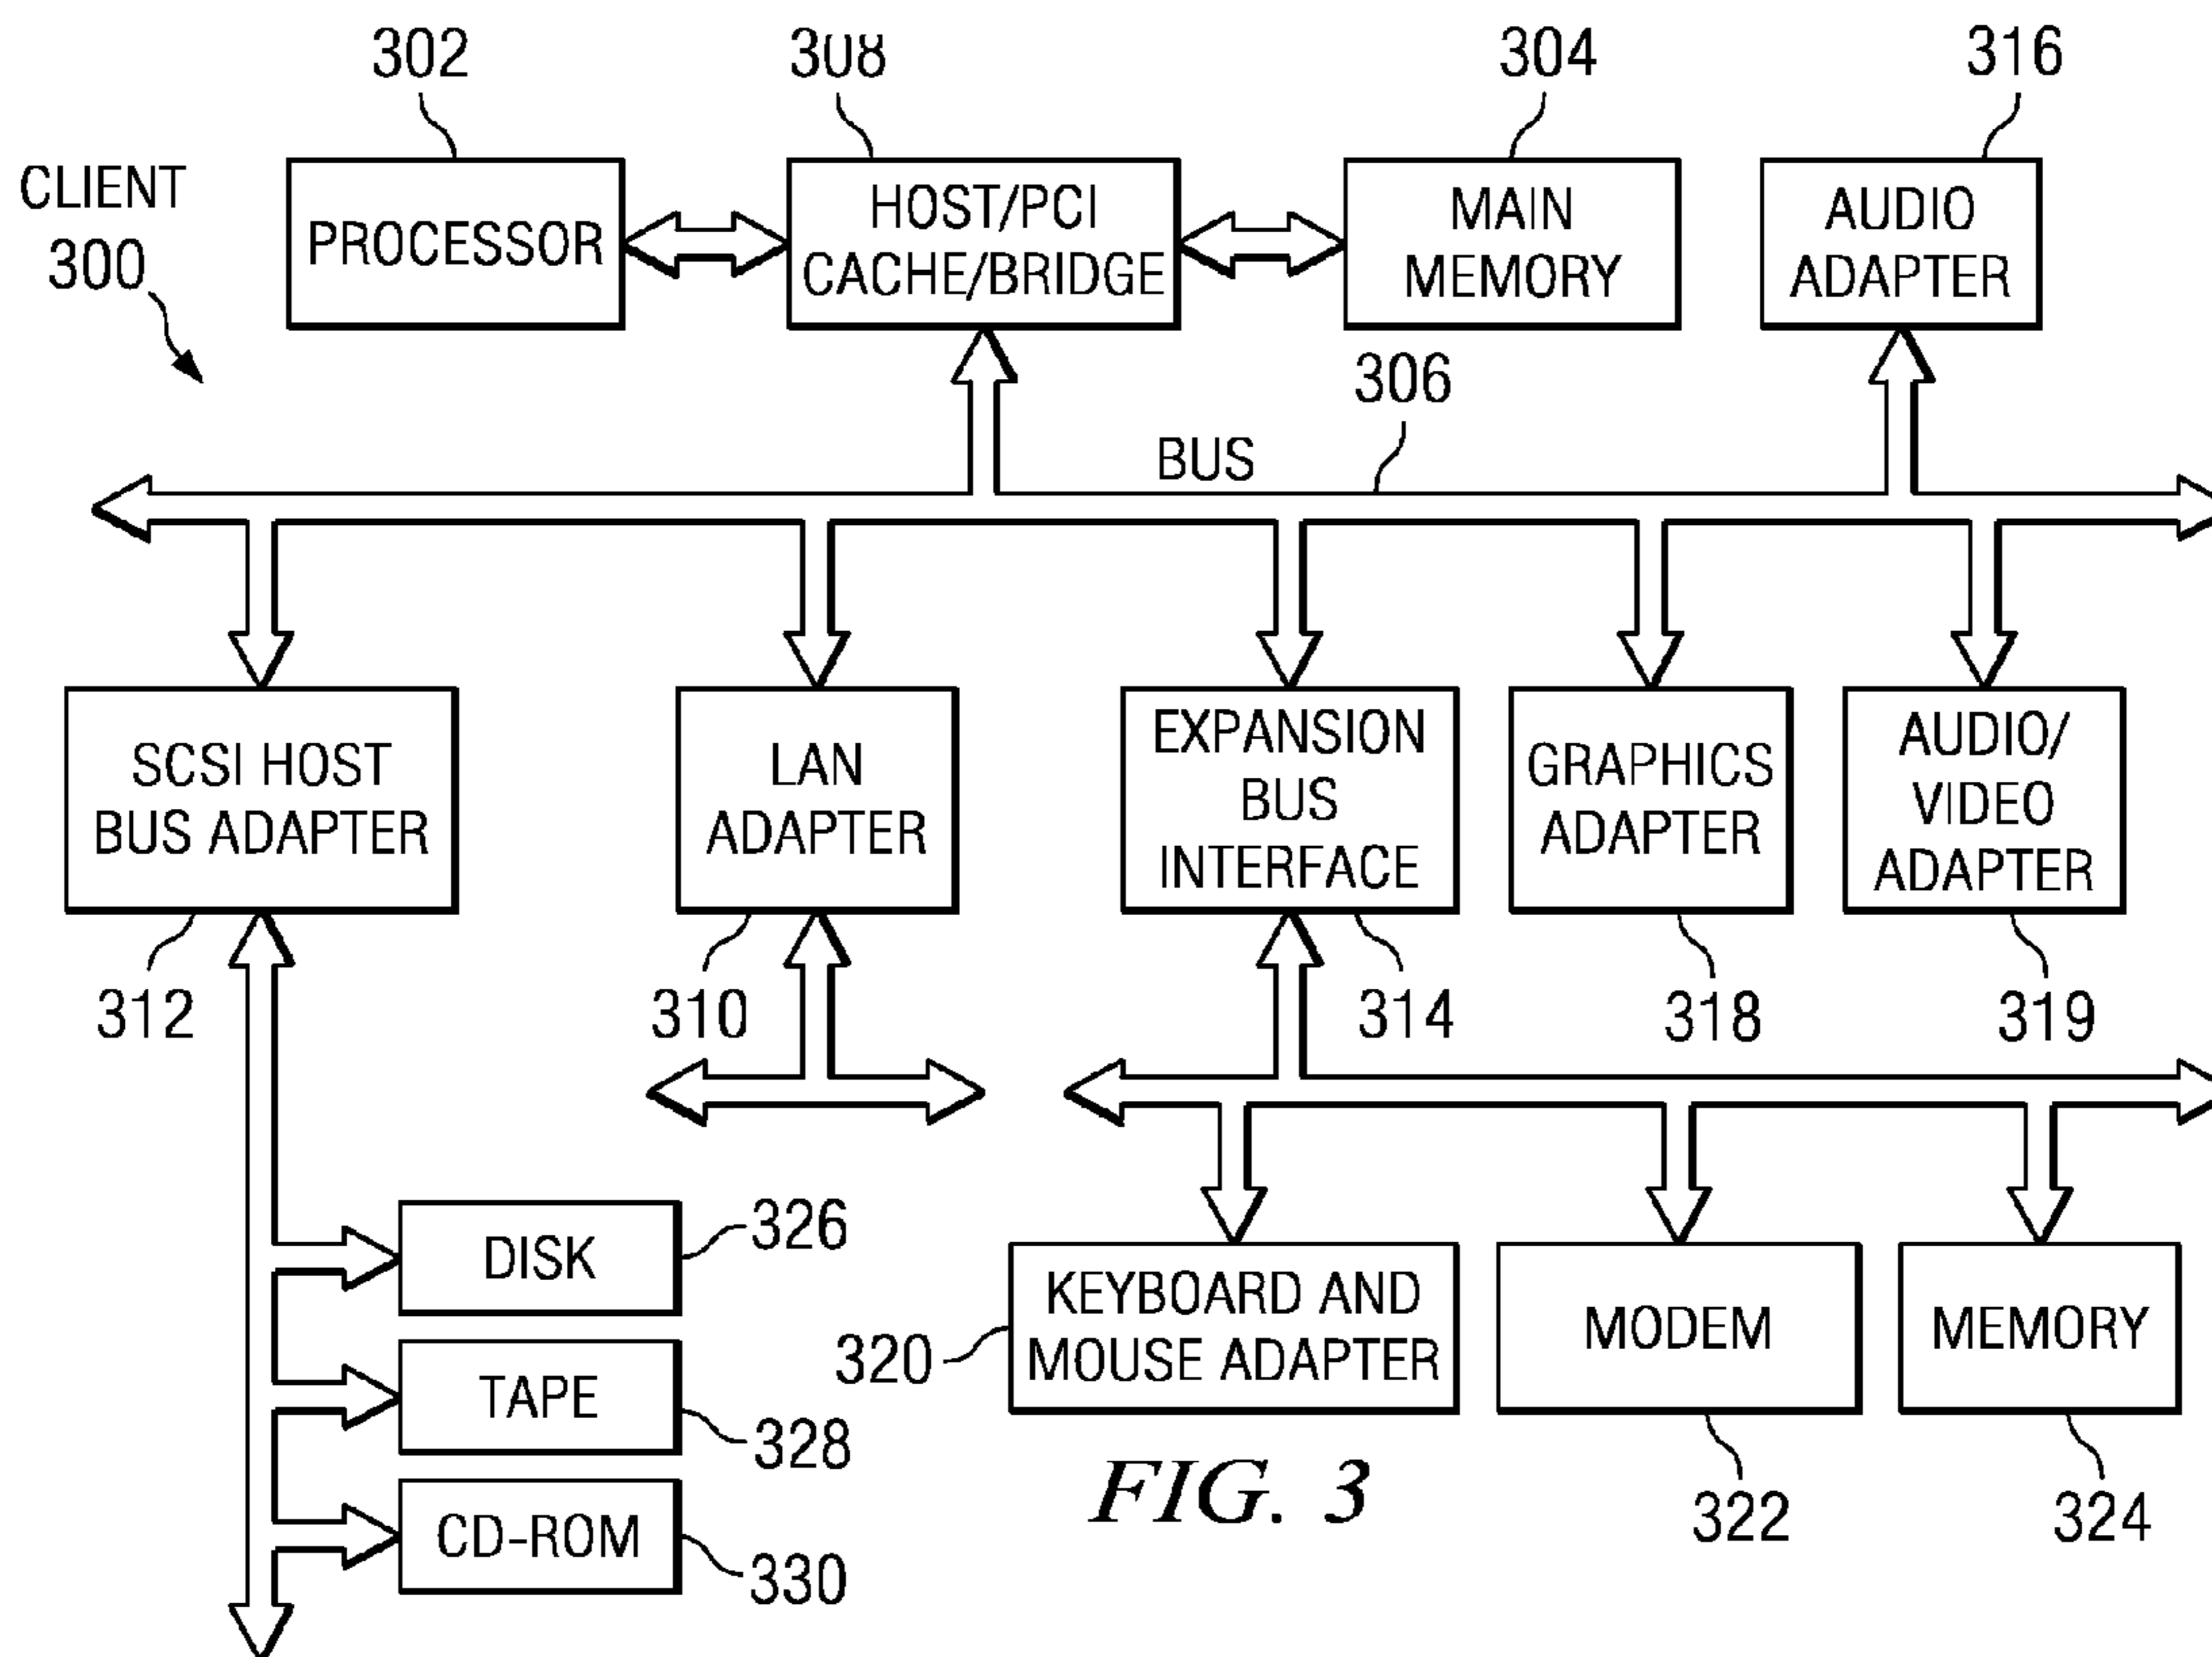 302
308
304
316
CLIENT
300
PROCESSOR
HOST/PCI
CACHE/BRIDGE
MAIN
MEMORY
AUDIO
ADAPTER
306
BUS
SCSI HOST
BUS ADAPTER
LAN
ADAPTER
EXPANSION
BUS
INTERFACE
GRAPHICS
ADAPTER
AUDIO/
VIDEO
ADAPTER
312
310
314
318
319
DISK
326
TAPE
328
CD-ROM
330
320
KEYBOARD AND
MOUSE ADAPTER
MODEM
MEMORY
322
324
FIG. 3